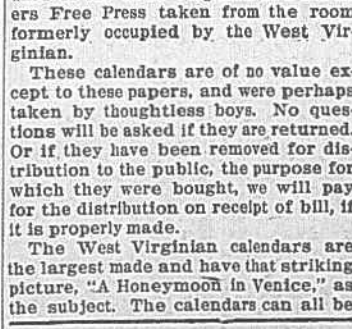 ers Free Press taken from the room
formerly occupied by the West Vir-
ginian.
These calendars are of no value ex-
cept to these papers, and were perhaps
taken by thoughtless boys. No ques-
tions will be asked if they are returned.
Or if they have been removed for dis-
tribution to the public, the purpose for
which they were bought, we will pay
for the distribution on receipt of bill, if
it is properly made.
The West Virginian calendars are
the largest made and have that striking
picture, "A Honeymoon in Venice," as
the subject. The calendars can all be